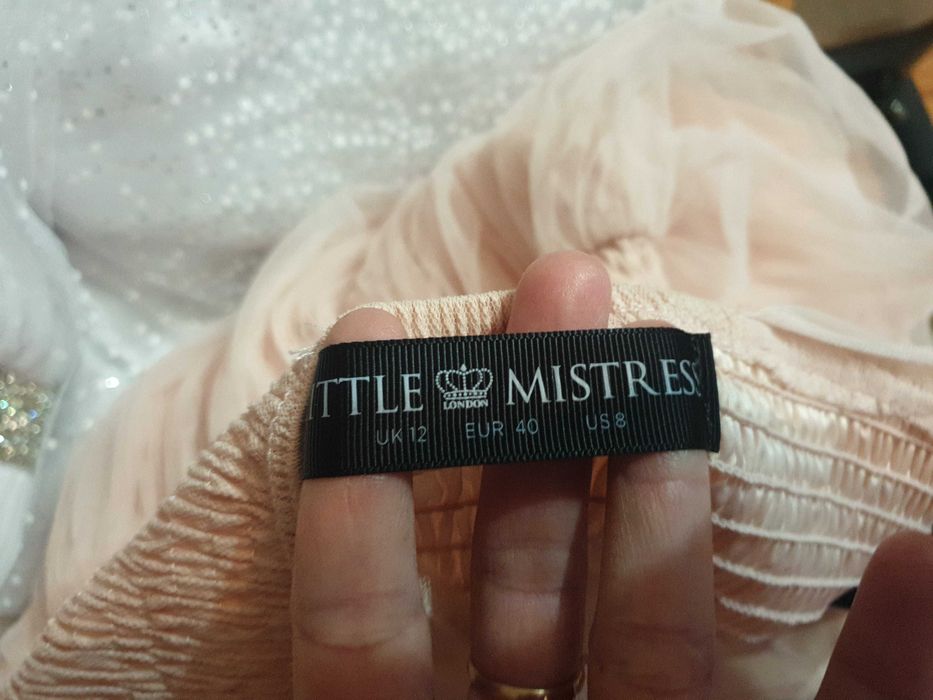 ITTLE LONDON MISTRESS
UK 12 EUR 40 US 8